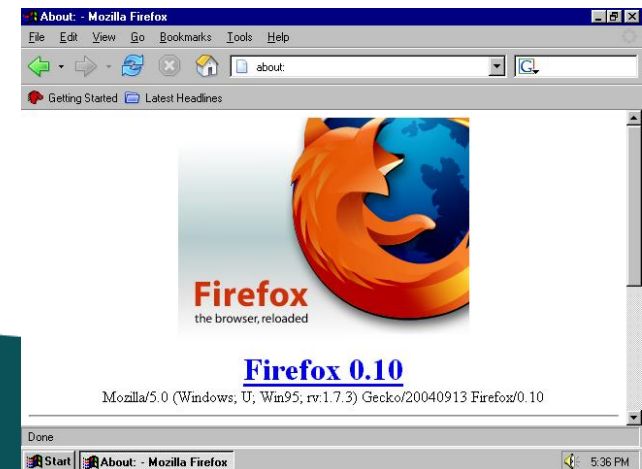 About: - Mozilla Firefox
File Edit View Go Bookmarks Tools Help
about: G
Getting Started Latest Headlines
Firefox
the browser, reloaded
Firefox 0.10
Mozilla/5.0 (Windows; U; Win95; rv:1.7.3) Gecko/20040913 Firefox/0.10
Done
Start About: - Mozilla Firefox 5:36 PM